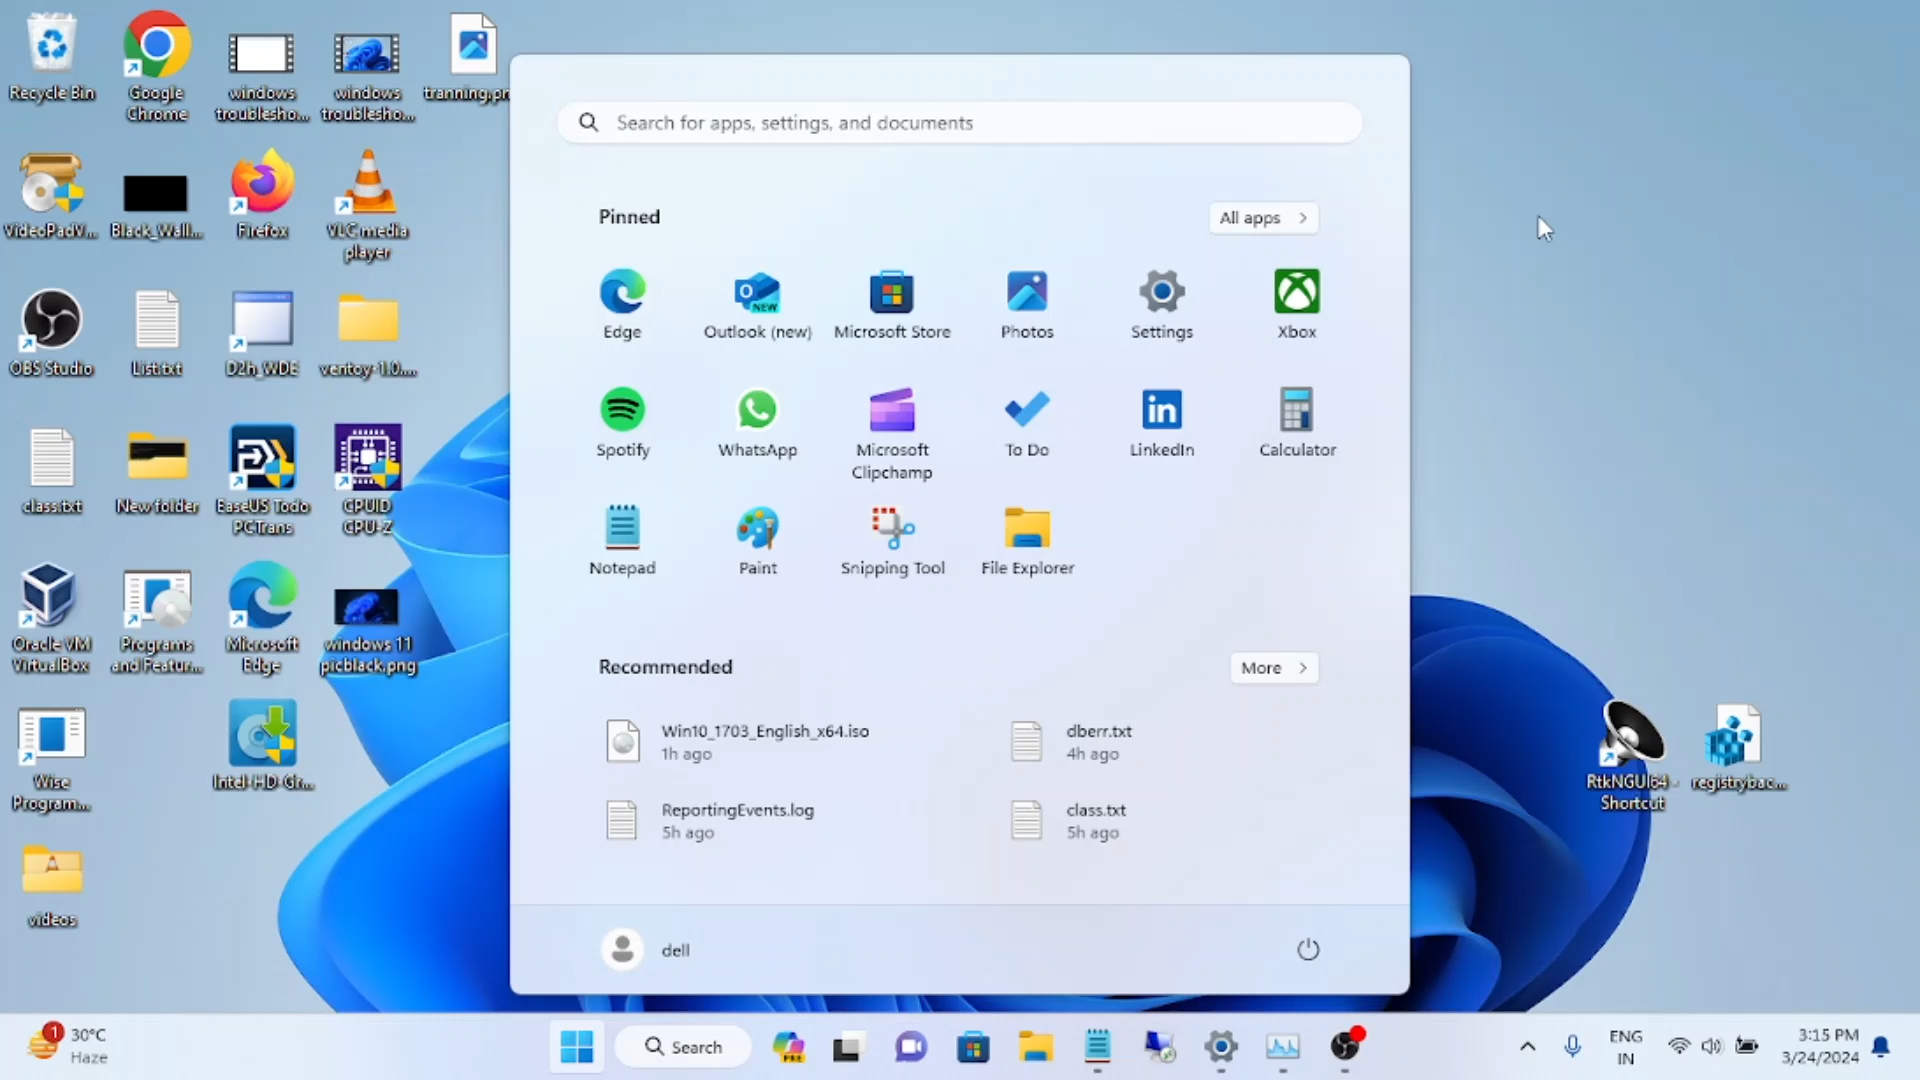 Recycle Bin
Google
Chrome
windows
troublesho...
windows
troublesho...
tranning.pn
VideoPadV...
Black_Wall...
Firefox
VLC media
player
OBS Studio
List.txt
D2h_WDE
ventoy-1.0....
class.txt
New folder
EaseUS Todo
PCTrans
CPUID
CPU-Z
Oracle VM
VirtualBox
Programs
and Featur...
Microsoft
Edge
windows 11
picblack.png
Wise
Program...
Intel-HD-Gr...
videos
Search for apps, settings, and documents
Pinned
All apps
Edge
NEW
Outlook (new)
Microsoft Store
Photos
Settings
Xbox
Spotify
WhatsApp
Microsoft
Clipchamp
To Do
in
LinkedIn
Calculator
Notepad
Paint
Snipping Tool
File Explorer
Recommended
More
Win10_1703_English_x64.iso
1h ago
dberr.txt
4h ago
ReportingEvents.log
5h ago
class.txt
5h ago
dell
RtkNGUI64 -
Shortcut
registrybac...
1
30°C
Haze
Search
PRE
ENG
IN
3:15 PM
3/24/2024